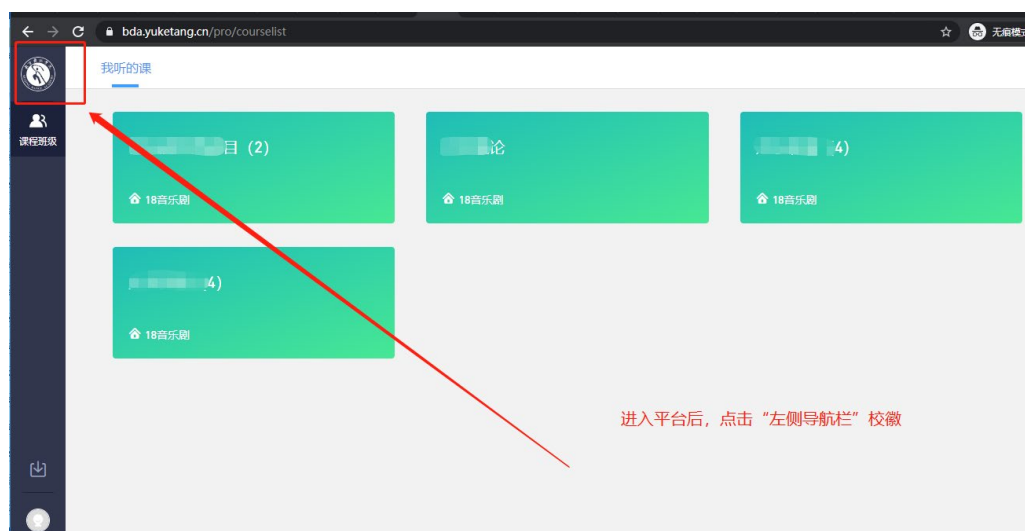 bda.yuketang.cn/pro/courselist
无痕模式
我听的课
课程班级
目 (2)
论
4)
18音乐剧
18音乐剧
18音乐剧
4)
18音乐剧
进入平台后，点击“左侧导航栏”校徽